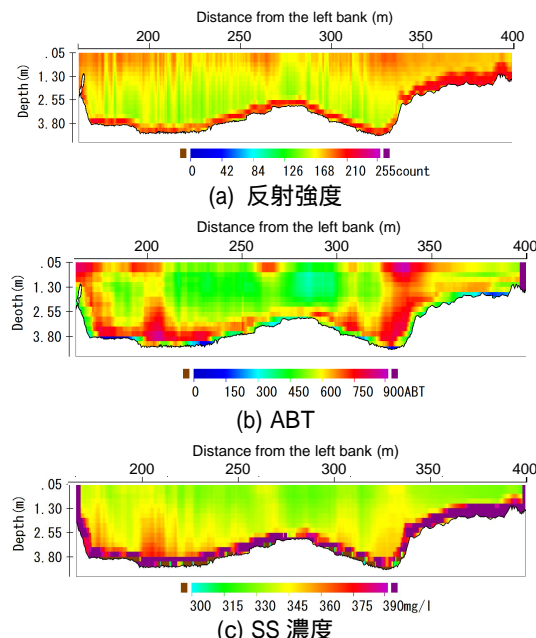 Distance from the left bank (m)
200 250 300 350 400
Depth(m)
.05
1.30
2.55
3.80
0 42 84 126 168 210 255count
(a) 反射強度
Distance from the left bank (m)
200 250 300 350 400
Depth(m)
.05
1.30
2.55
3.80
0 150 300 450 600 750 900ABT
(b) ABT
Distance from the left bank (m)
200 250 300 350 400
Depth(m)
.05
1.30
2.55
3.80
300 315 330 345 360 375 390mg/l
(c) SS 濃度